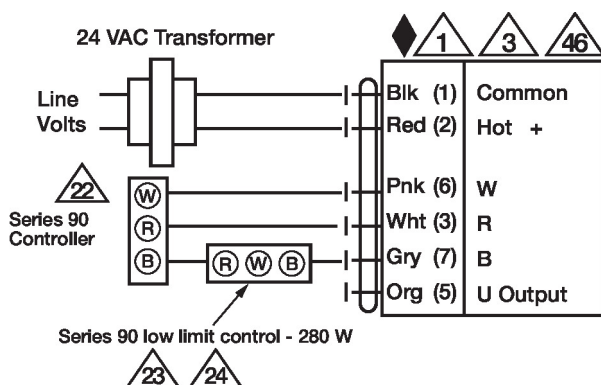 24 VAC Transformer
1 3 46
Line
Volts
Blk (1) Common
Red (2) Hot +
22
Series 90
Controller
W
R
B
Pnk (6) W
Wht (3) R
Gry (7) B
Org (5) U Output
R W B
Series 90 low limit control - 280 W
23 24